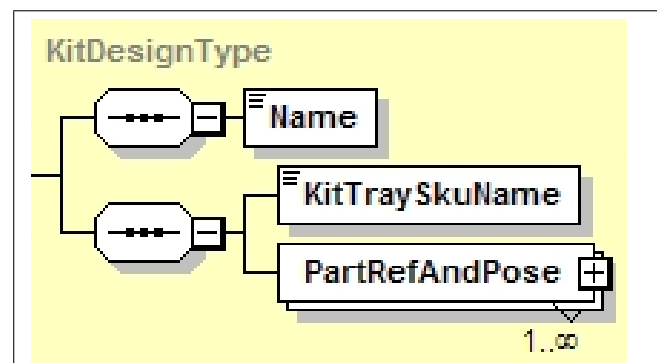 KitDesignType
Name
KitTraySkuName
PartRefAndPose
1..∞